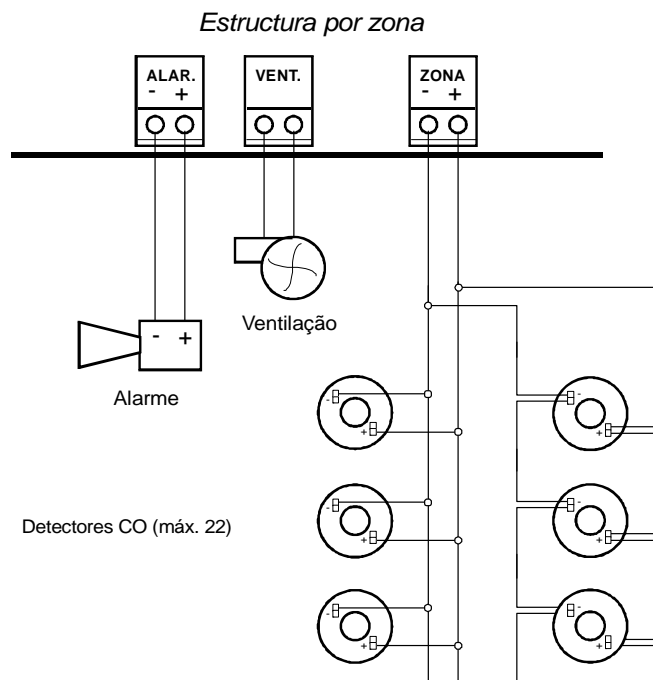 Estructura por zona
ALAR.
- +
VENT.
ZONA
- +
- +
Ventilação
Alarme
Detectores CO (máx. 22)
-
+
-
+
-
+
-
+
-
+
-
+